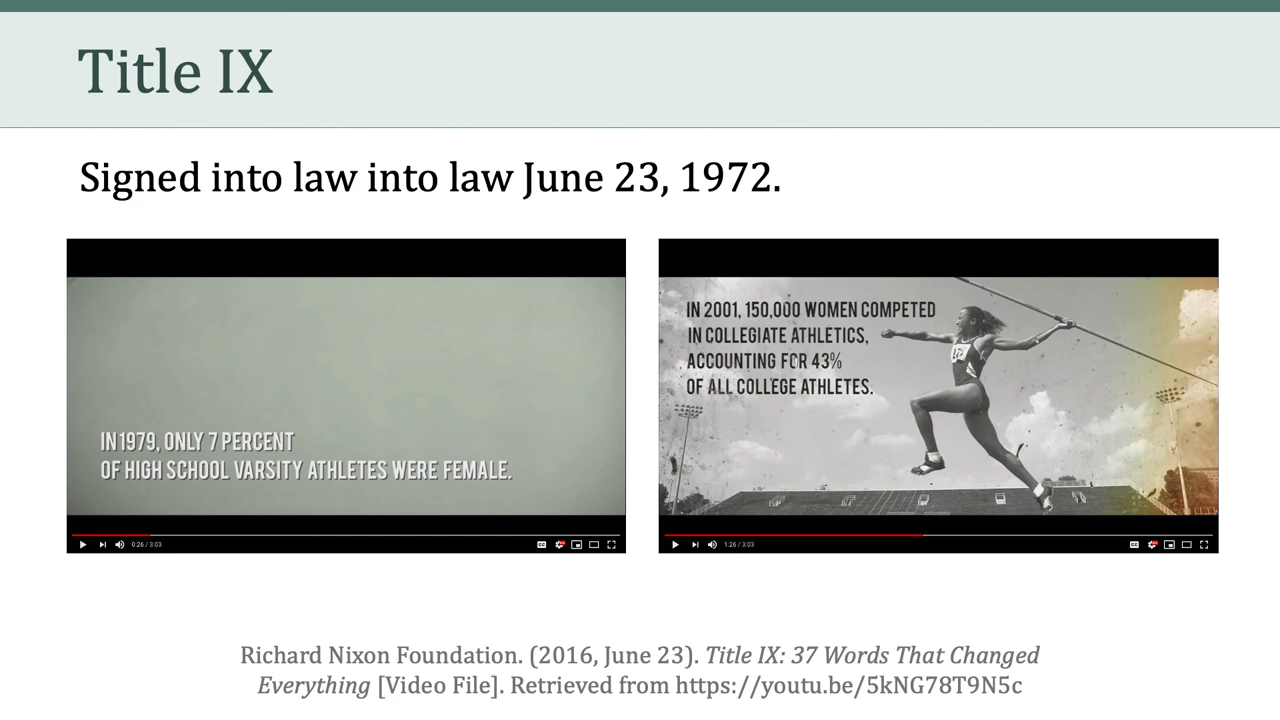 Title IX
Signed into law into law June 23, 1972.
IN 1979, ONLY 7 PERCENT
OF HIGH SCHOOL VARSITY ATHLETES WERE FEMALE.
0:26 / 3:03
IN 2001, 150,000 WOMEN COMPETED
IN COLLEGIATE ATHLETICS,
ACCOUNTING FOR 43%
OF ALL COLLEGE ATHLETES.
1:26 / 3:03
Richard Nixon Foundation. (2016, June 23). Title IX: 37 Words That Changed
Everything [Video File]. Retrieved from https://youtu.be/5kNG78T9N5c